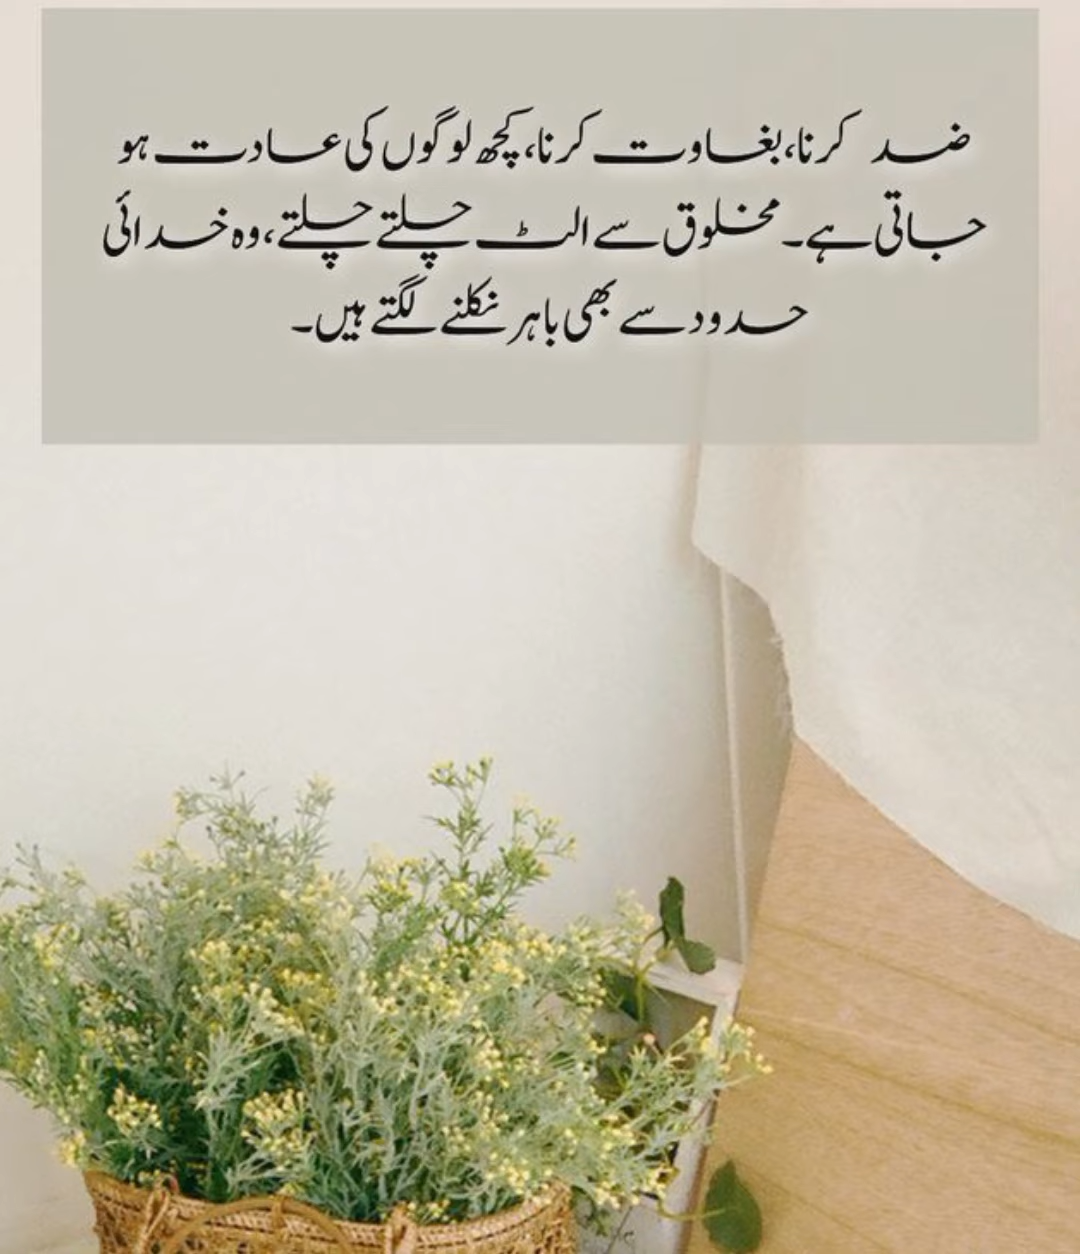 ضد کرنا، بغاوت کرنا، کچھ لوگوں کی عادت ہو
جاتی ہے۔ مخلوق سے الٹ چلتے چلتے، وہ خدائی
حدود سے بھی باہر نکلنے لگتے ہیں۔